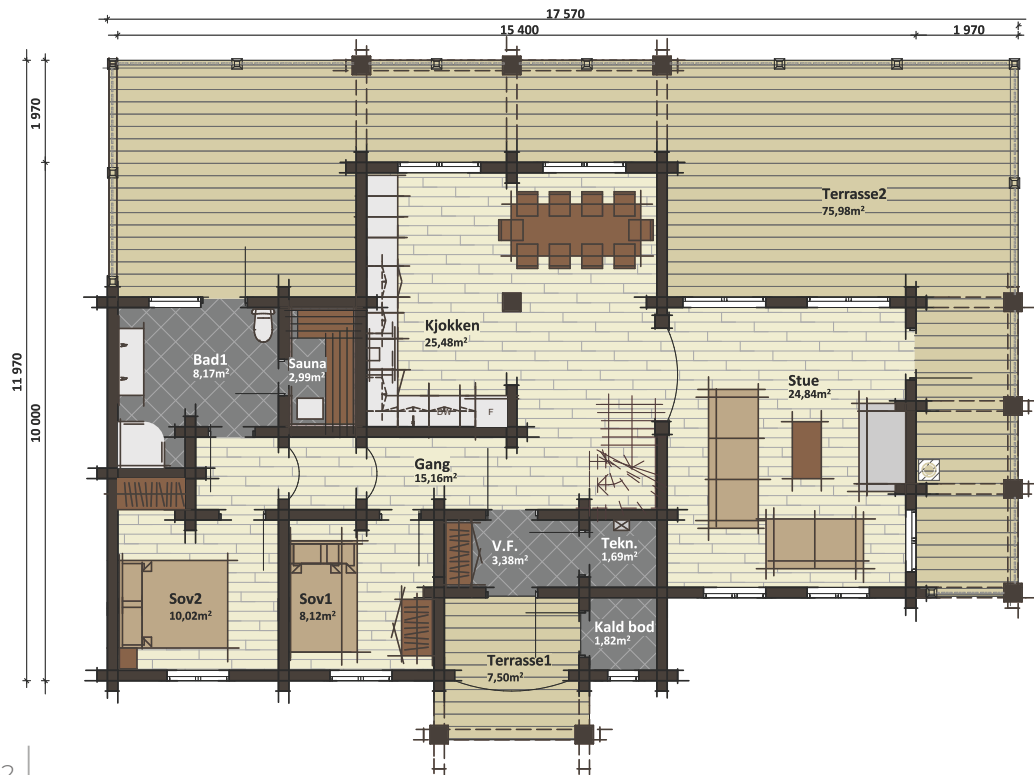 17 570
15 400
1 970
1 970
11 970
10 000
Terrasse2
75,98m²
Kjokken
25,48m²
Bad1
8,17m²
Sauna
2,99m²
Stue
24,84m²
DW
F
Gang
15,16m²
V.F.
3,38m²
Tekn.
1,69m²
Sov2
10,02m²
Sov1
8,12m²
Kald bod
1,82m²
Terrasse1
7,50m²
2